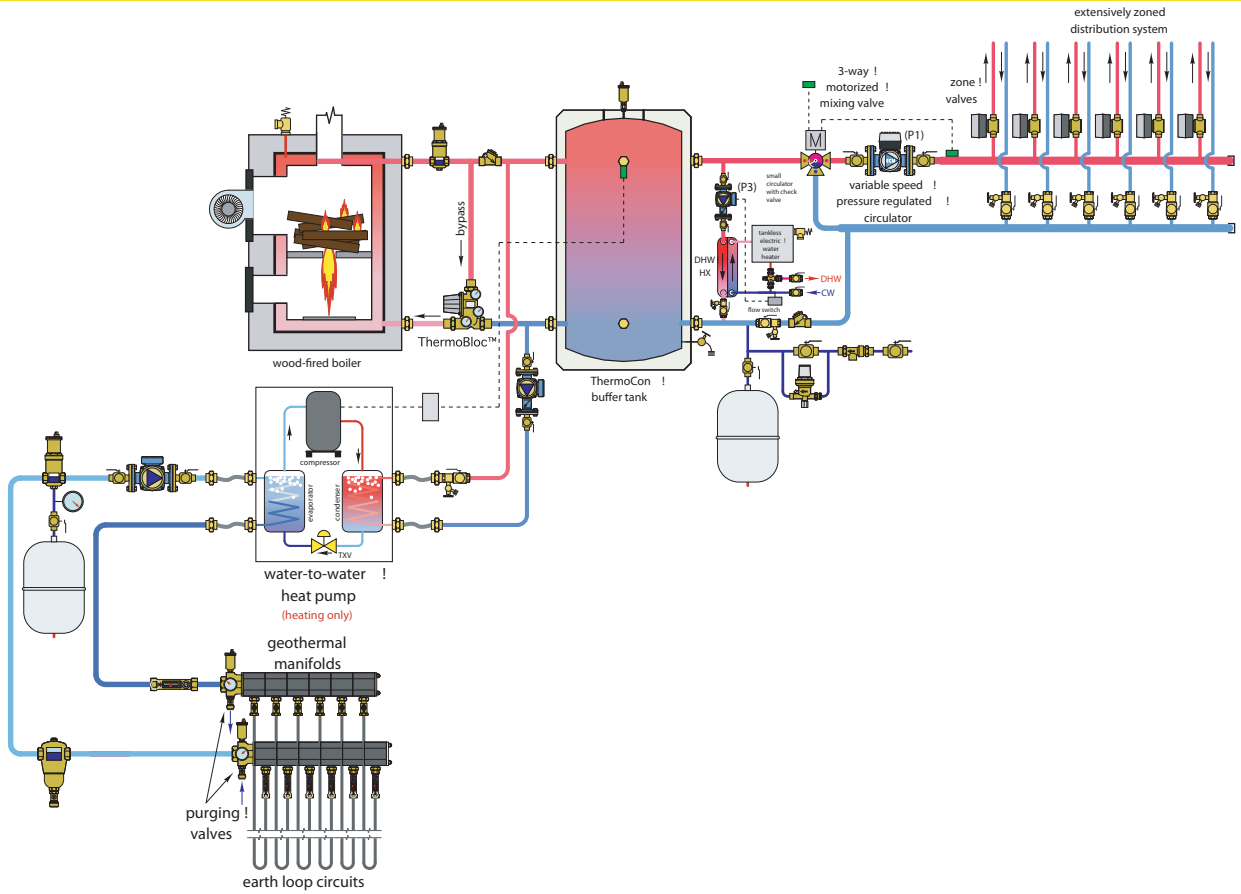 extensively zoned
distribution system
3-way !
motorized !
mixing valve
zone !
valves
M
(P1)
variable speed !
pressure regulated !
circulator
small
circulator
with check
valve
(P3)
bypass
tankless
electric !
water
heater
DHW
HX
DHW
CW
flow switch
ThermoBloc™
wood-fired boiler
ThermoCon !
buffer tank
compressor
evaporator
condenser
TXV
water-to-water !
heat pump
(heating only)
geothermal
manifolds
purging !
valves
earth loop circuits